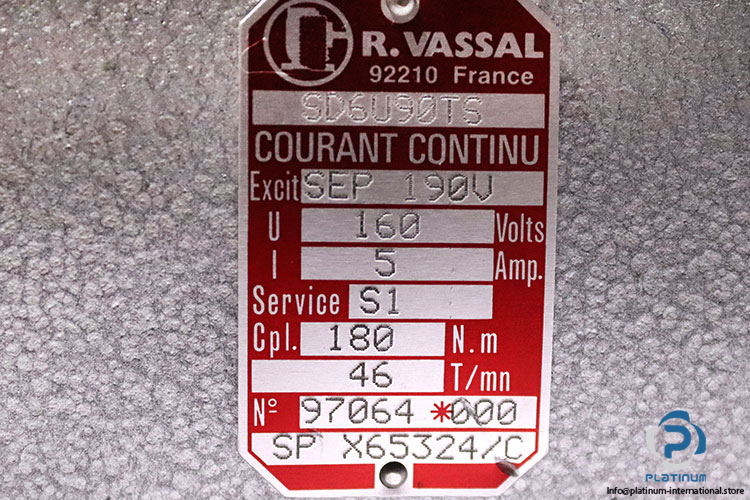 R.VASSAL
92210 France
SD6U90TS
COURANT CONTINU
Excit SEP 190V
U 160 Volts
I 5 Amp.
Service S1
Cpl. 180 N.m
46 T/mn
Nº 97064 *000
SP X65324/C
PLATINUM
Info@platinum-international.store